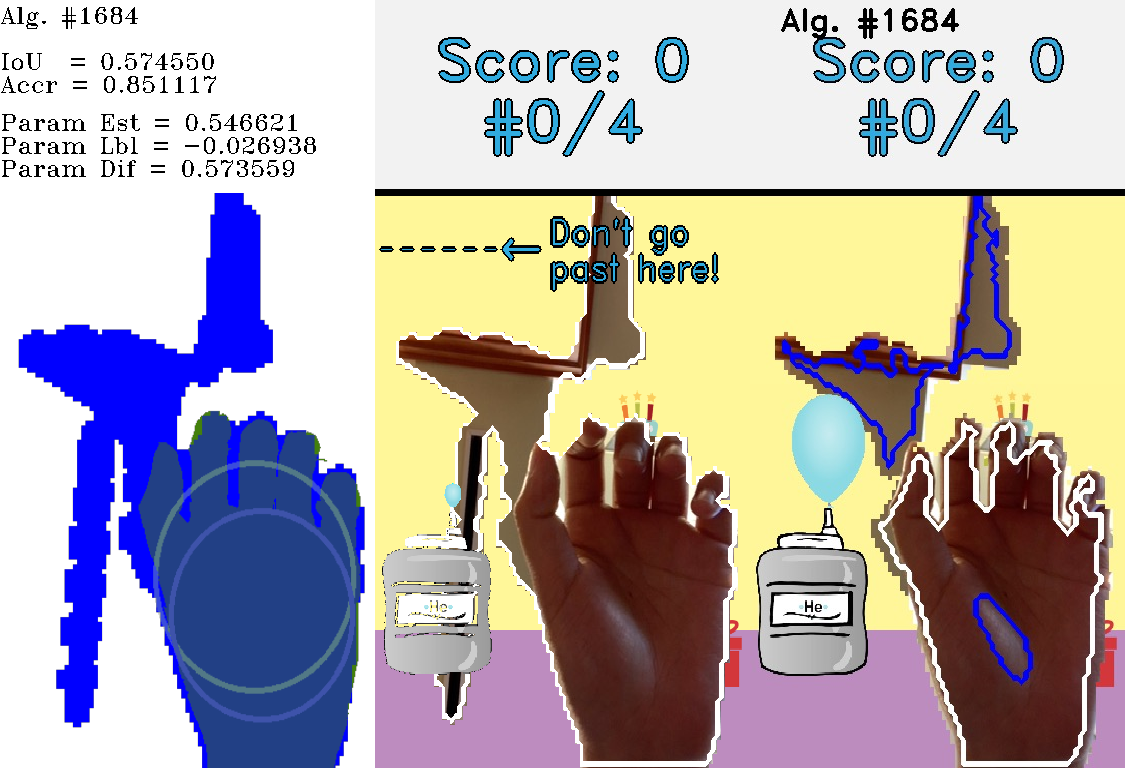 Alg. #1684
IoU = 0.574550
Accr = 0.851117
Param Est = 0.546621
Param Lbl = −0.026938
Param Dif = 0.573559
Score: 0
#0/4
Don't go
past here!
He
Alg. #1684
Score: 0
#0/4
He